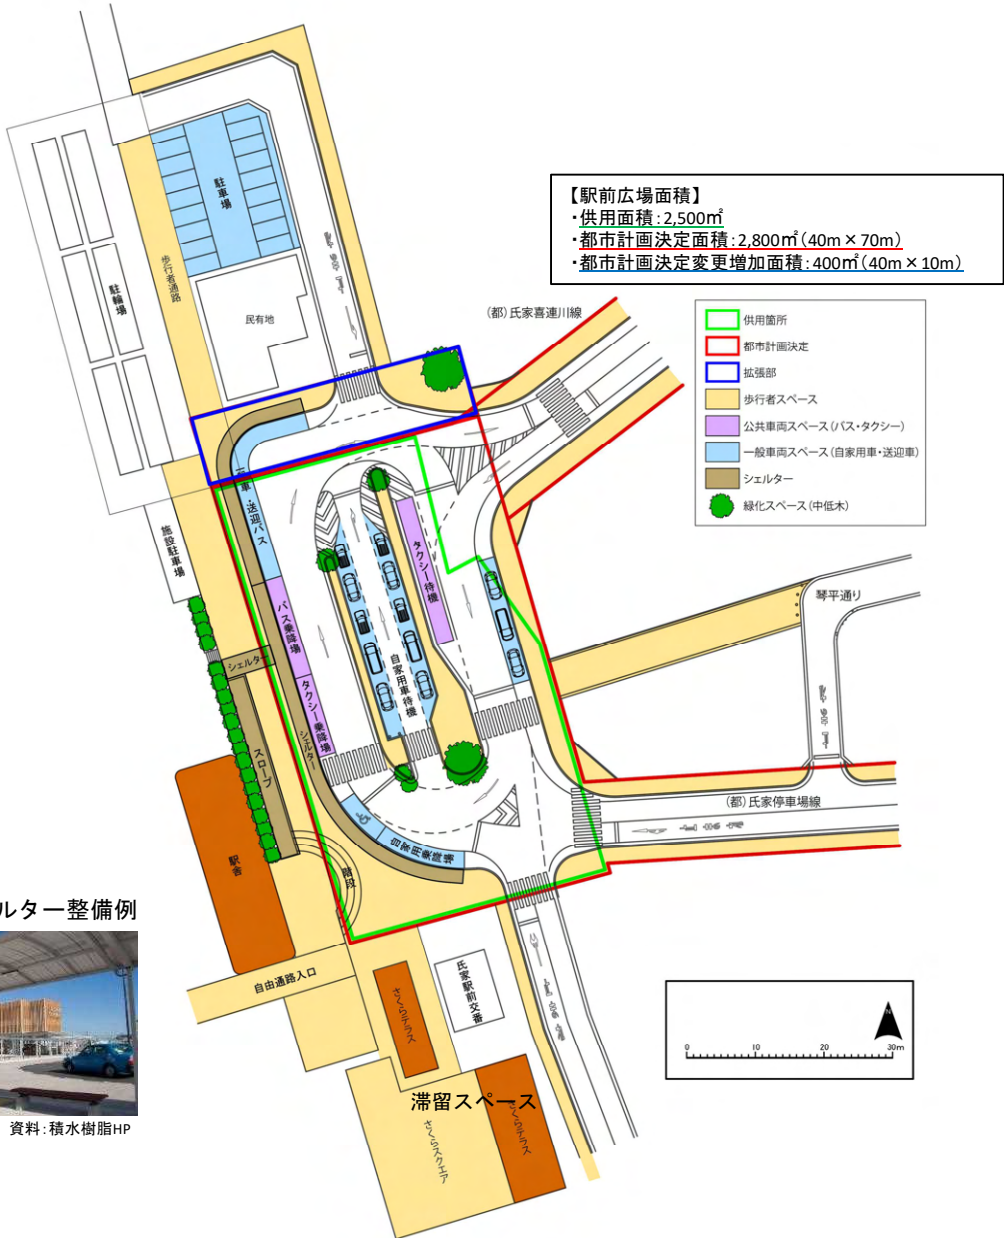 【駅前広場面積】
・供用面積：2,500㎡
・都市計画決定面積：2,800㎡（40m×70m）
・都市計画決定変更増加面積：400㎡（40m×10m）
供用箇所
都市計画決定
拡張部
歩行者スペース
公共車両スペース（バス・タクシー）
一般車両スペース（自家用車・送迎車）
シェルター
緑化スペース（中低木）
駐車場
歩行者通路
駐輪場
民有地
（都）氏家喜連川線
車・送迎バス
施設駐車場
タクシー待機
バス乗降場
自家用車待機
琴平通り
シェルター
タクシー乗降場
シェルター
スロープ
（都）氏家停車場線
自家用乗降場
駅舎
階段
ルター整備例
自由通路入口
氏家駅前交番
さくらテラス
滞留スペース
さくらテラス
さくらスクエア
資料：積水樹脂HP
N
0 10 20 30m